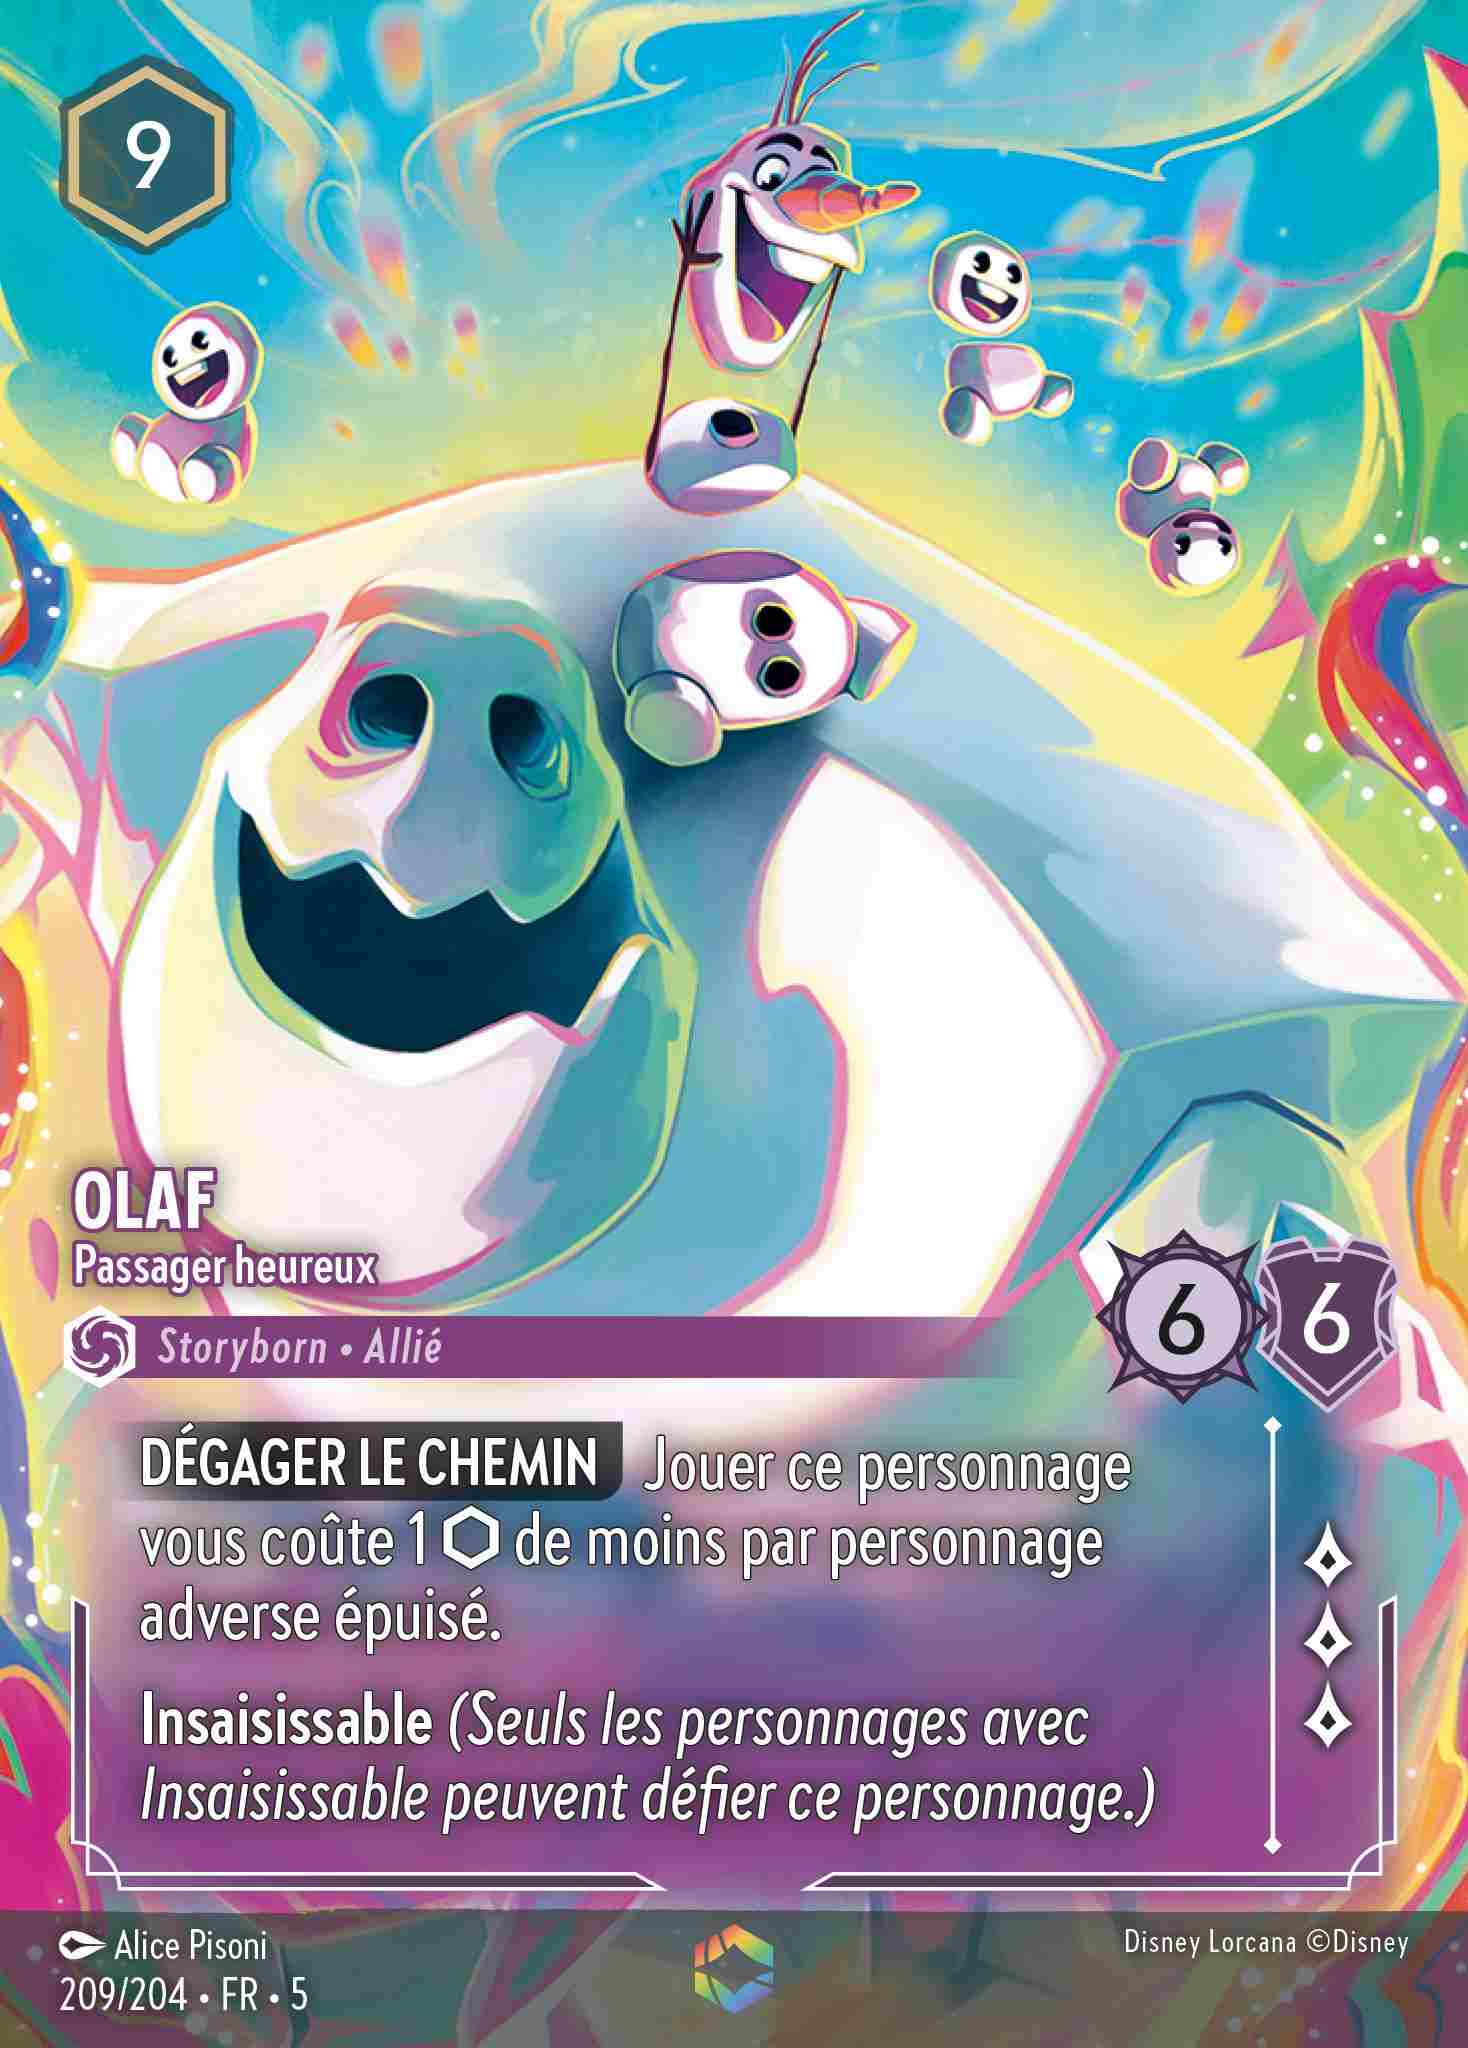 9
OLAF
Passager heureux
Storyborn • Allié
6 6
DÉGAGER LE CHEMIN Jouer ce personnage
vous coûte 1 ⬡ de moins par personnage
adverse épuisé.
Insaisissable (Seuls les personnages avec
Insaisissable peuvent défier ce personnage.)
Alice Pisoni
Disney Lorcana ©Disney
209/204 • FR • 5